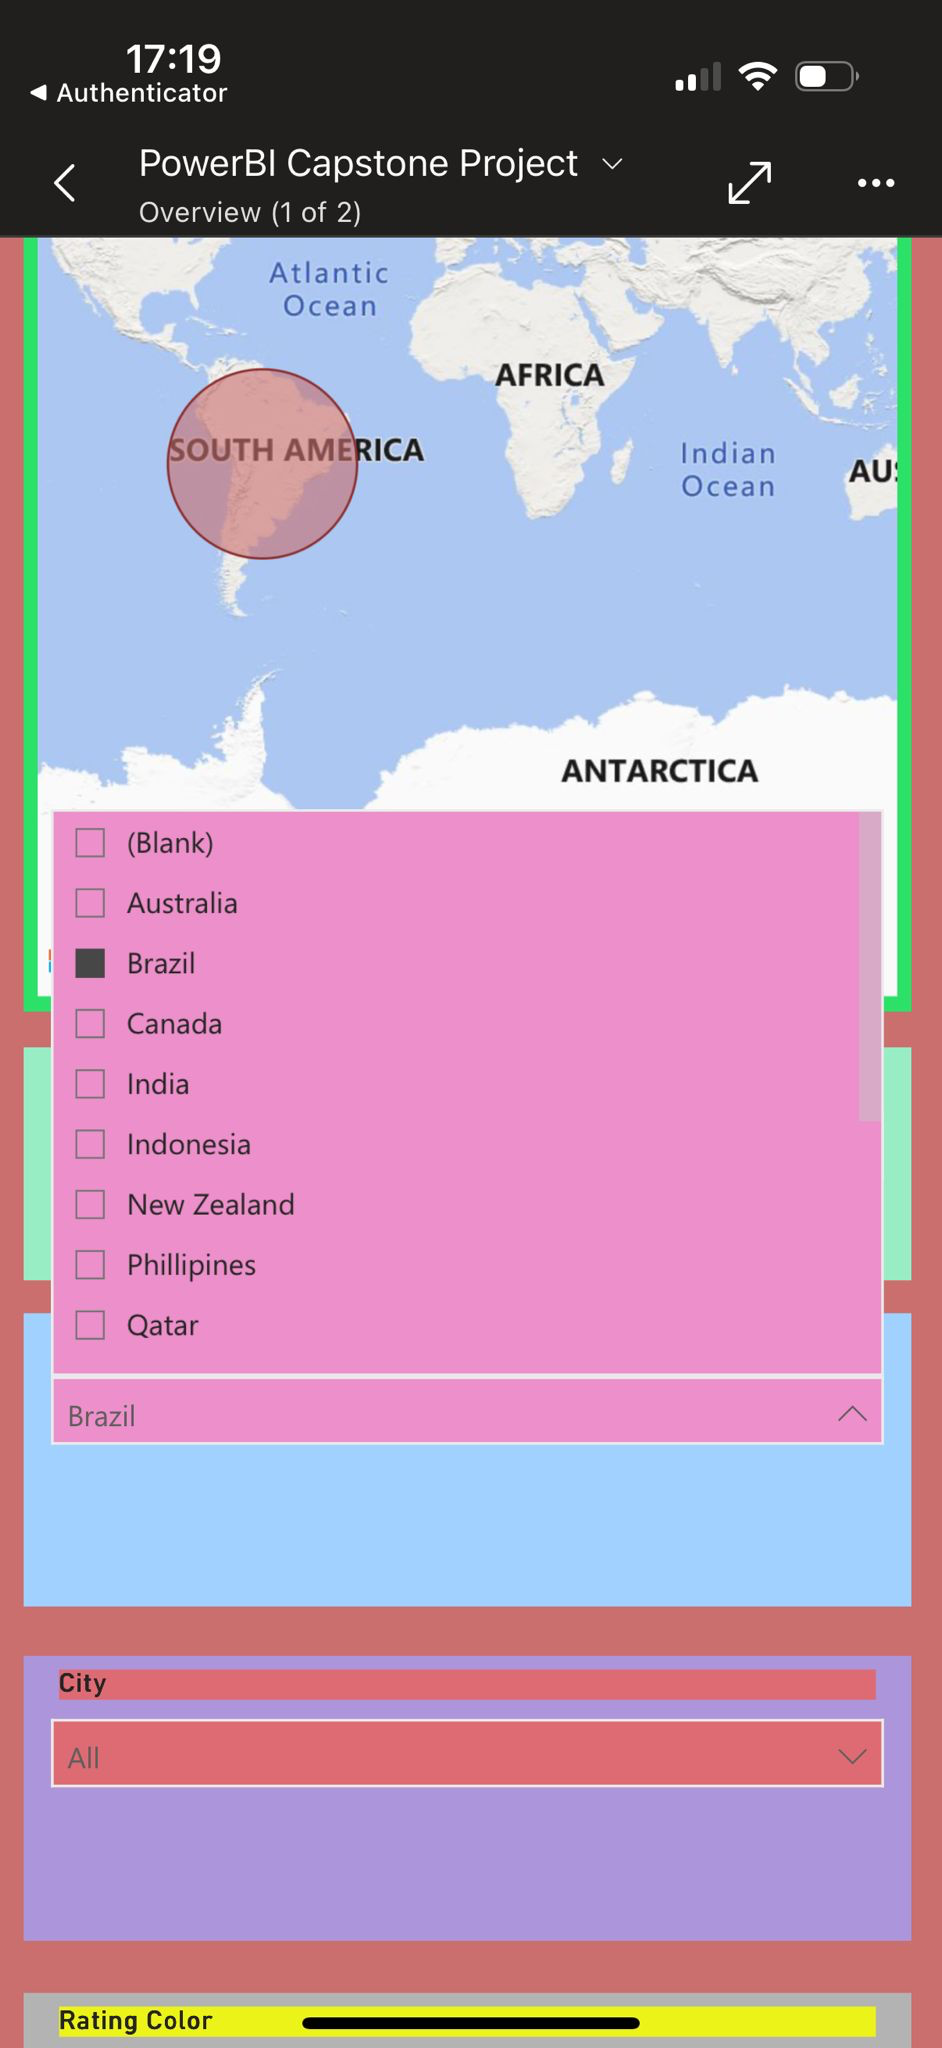 17:19
Authenticator
PowerBI Capstone Project
Overview (1 of 2)
Atlantic
Ocean
AFRICA
SOUTH AMERICA
Indian
Ocean
AUS
ANTARCTICA
(Blank)
Australia
Brazil
Canada
India
Indonesia
New Zealand
Phillipines
Qatar
Brazil
City
All
Rating Color